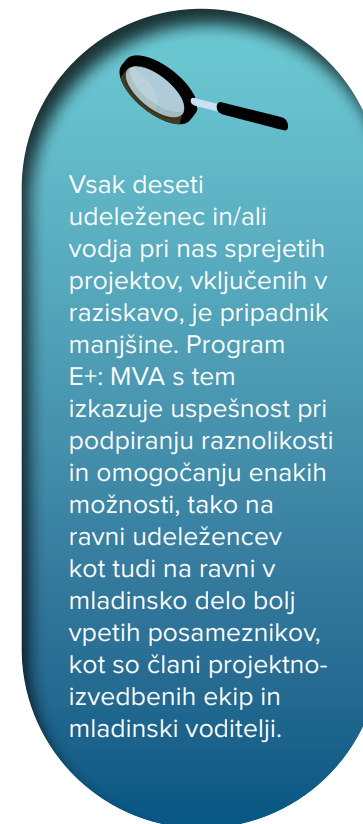 Vsak deseti
udeleženec in/ali
vodja pri nas sprejetih
projektov, vključenih v
raziskavo, je pripadnik
manjšine. Program
E+: MVA s tem
izkazuje uspešnost pri
podpiranju raznolikosti
in omogočanju enakih
možnosti, tako na
ravni udeležencev
kot tudi na ravni v
mladinsko delo bolj
vpetih posameznikov,
kot so člani projektno-
izvedbenih ekip in
mladinski voditelji.